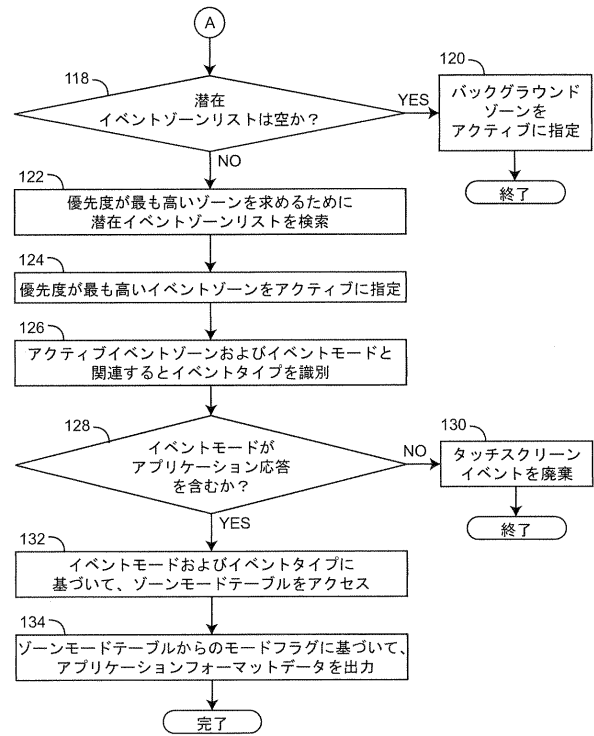 A
118
潜在
イベントゾーンリストは空か？
YES
120
バックグラウンド
ゾーンを
アクティブに指定
終了
NO
122
優先度が最も高いゾーンを求めるために
潜在イベントゾーンリストを検索
124
優先度が最も高いイベントゾーンをアクティブに指定
126
アクティブイベントゾーンおよびイベントモードと
関連するとイベントタイプを識別
128
イベントモードが
アプリケーション応答
を含むか？
NO
130
タッチスクリーン
イベントを廃棄
終了
YES
132
イベントモードおよびイベントタイプに
基づいて、ゾーンモードテーブルをアクセス
134
ゾーンモードテーブルからのモードフラグに基づいて、
アプリケーションフォーマットデータを出力
完了